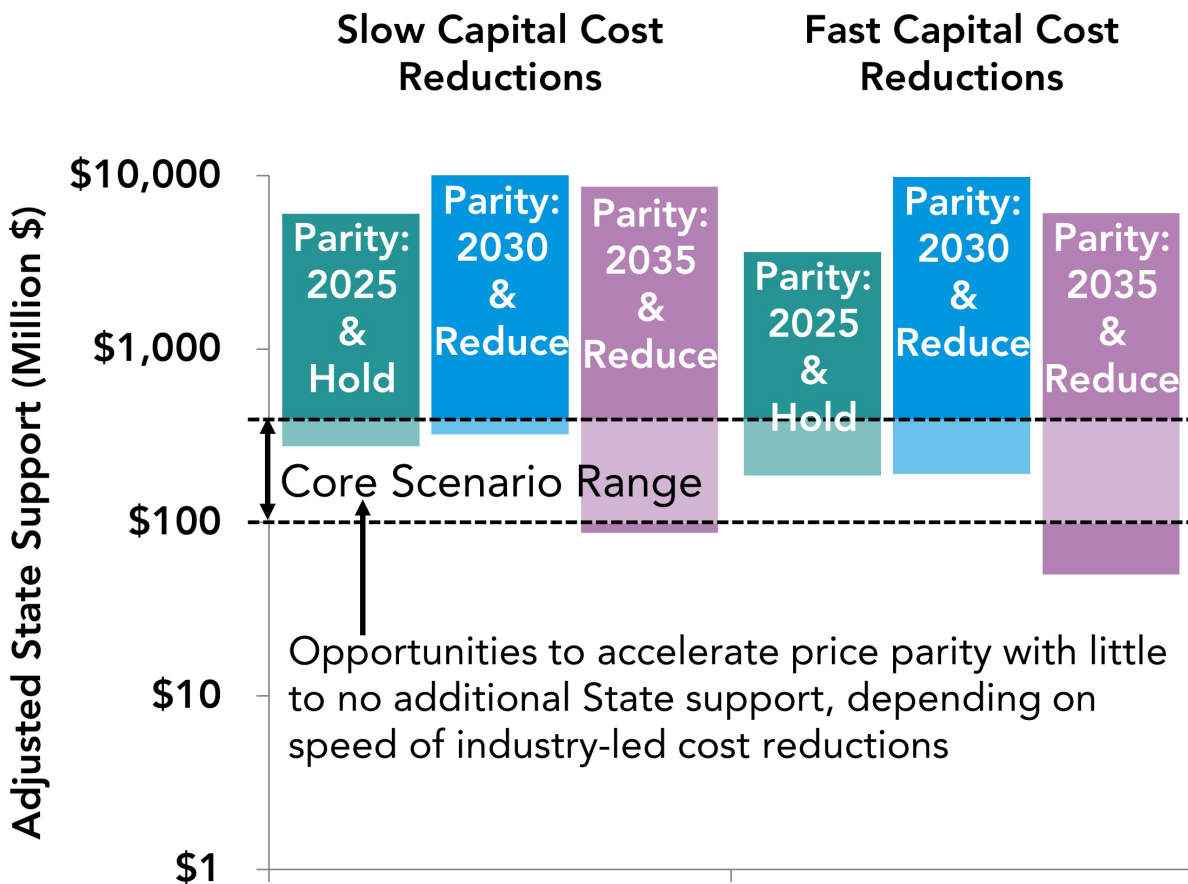 Slow Capital Cost
Reductions
Fast Capital Cost
Reductions
Adjusted State Support (Million $)
$10,000
$1,000
$100
$10
$1
Parity:
2025
&
Hold
Parity:
2030
&
Reduce
Parity:
2035
&
Reduce
Parity:
2025
&
Hold
Parity:
2030
&
Reduce
Parity:
2035
&
Reduce
Core Scenario Range
Opportunities to accelerate price parity with little
to no additional State support, depending on
speed of industry-led cost reductions